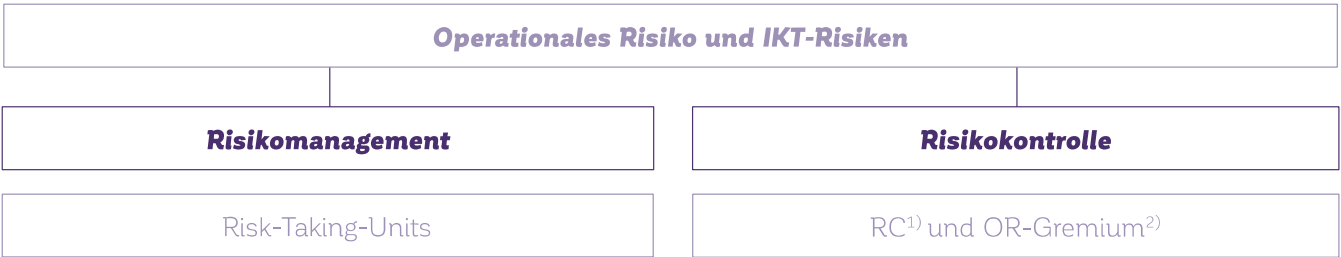 Operationales Risiko und IKT-Risiken
Risikomanagement
Risikokontrolle
Risk-Taking-Units
RC¹⁾ und OR-Gremium²⁾